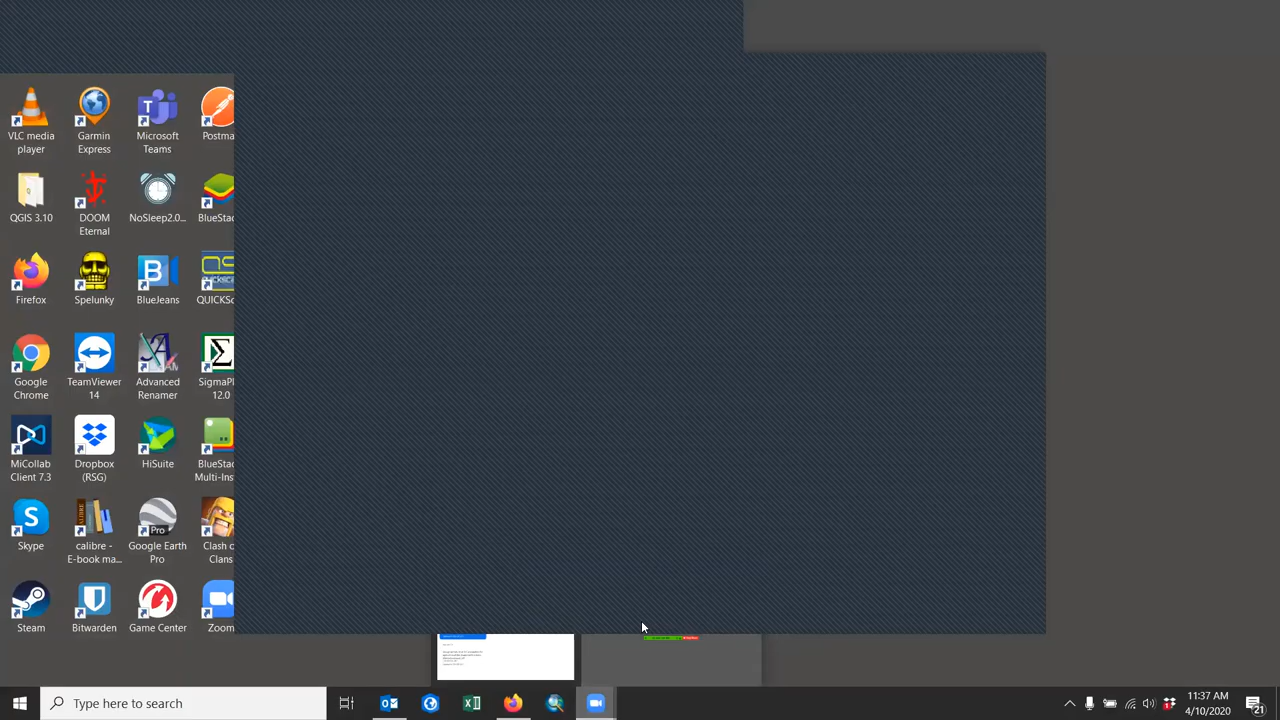 VLC media player
Garmin Express
Microsoft Teams
Postma
QGIS 3.10
DOOM Eternal
NoSleep2.0...
BlueStac
Firefox
Spelunky
BlueJeans
QUICKSc
Google Chrome
TeamViewer 14
Advanced Renamer
SigmaPl 12.0
MiCollab Client 7.3
Dropbox (RSG)
HiSuite
BlueStac Multi-Ins
Skype
calibre - E-book ma...
Pro
Google Earth Pro
Clash o Clans
Steam
Bitwarden
Game Center
Zoom
Type here to search
11:37 AM
4/10/2020
21